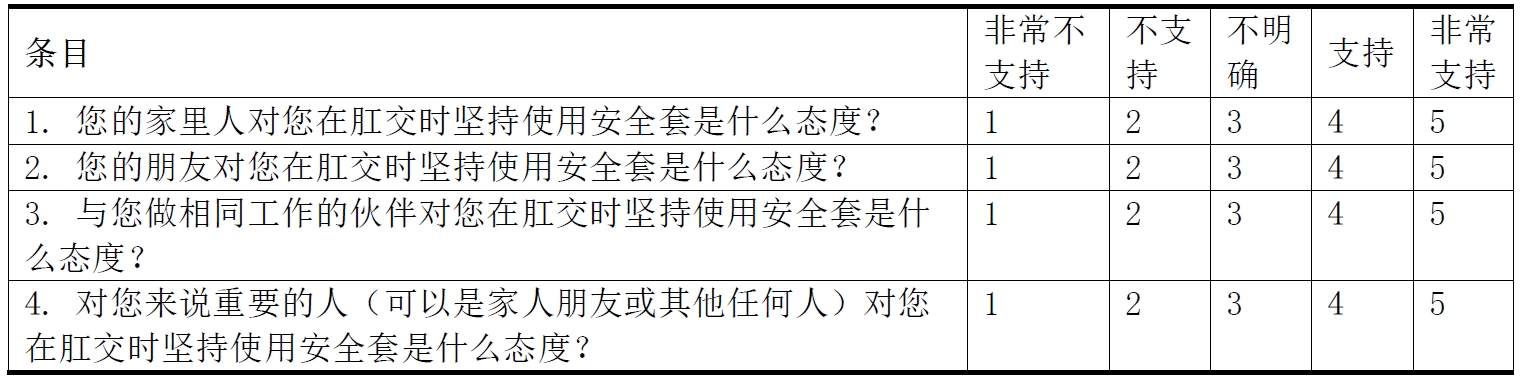 条目 非常不支持 不支持 不明确 支持 非常支持
1. 您的家里人对您在肛交时坚持使用安全套是什么态度？ 1 2 3 4 5
2. 您的朋友对您在肛交时坚持使用安全套是什么态度？ 1 2 3 4 5
3. 与您做相同工作的伙伴对您在肛交时坚持使用安全套是什
么态度？ 1 2 3 4 5
4. 对您来说重要的人（可以是家人朋友或其他任何人）对您
在肛交时坚持使用安全套是什么态度？ 1 2 3 4 5